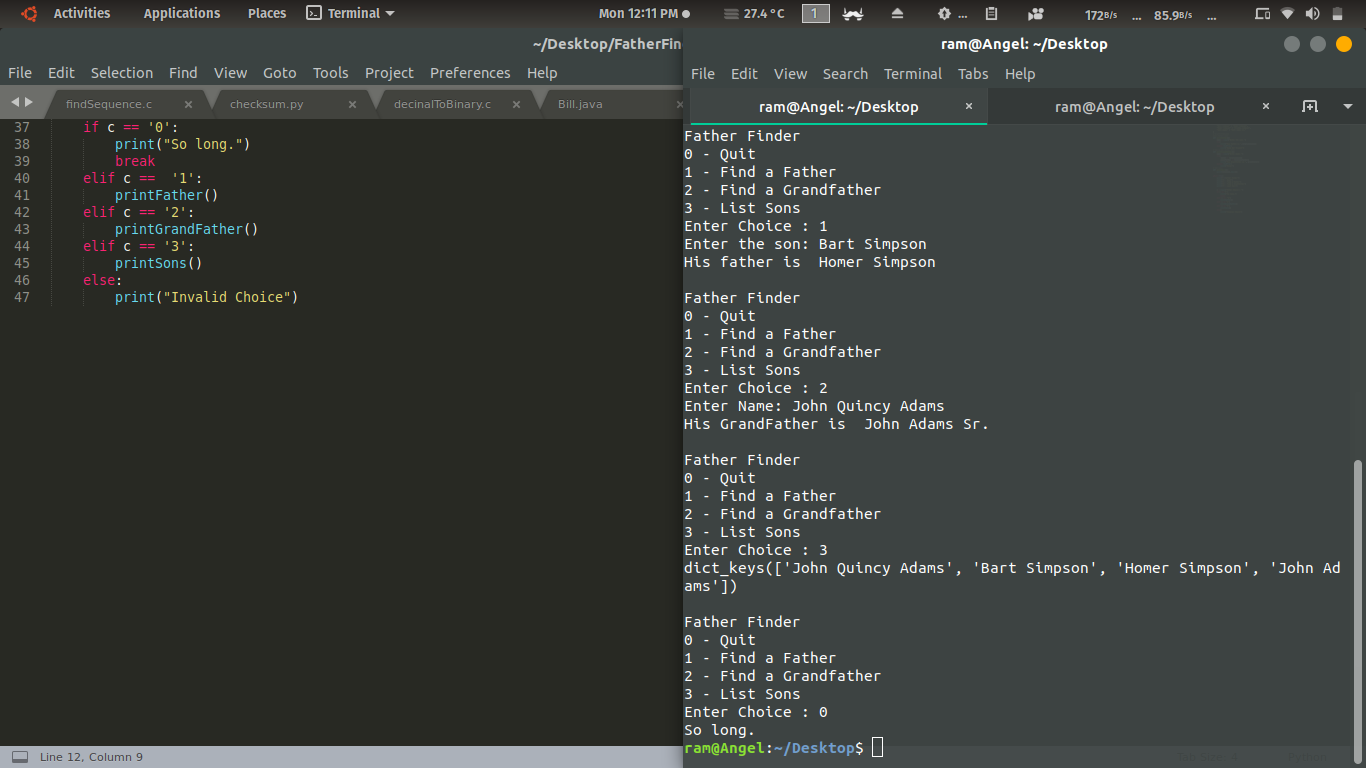 Activities Applications Places Terminal Mon 12:11 PM 27.4 °C 1 ... 172B/s ... 85.9B/s ...
~/Desktop/FatherFin
File Edit Selection Find View Goto Tools Project Preferences Help
findSequence.c × checksum.py × decinalToBinary.c × Bill.java ×
37 if c == '0':
38 print("So long.")
39 break
40 elif c == '1':
41 printFather()
42 elif c == '2':
43 printGrandFather()
44 elif c == '3':
45 printSons()
46 else:
47 print("Invalid Choice")
Line 12, Column 9
ram@Angel: ~/Desktop
File Edit View Search Terminal Tabs Help
ram@Angel: ~/Desktop × ram@Angel: ~/Desktop ×
Father Finder
0 - Quit
1 - Find a Father
2 - Find a Grandfather
3 - List Sons
Enter Choice : 1
Enter the son: Bart Simpson
His father is  Homer Simpson
Father Finder
0 - Quit
1 - Find a Father
2 - Find a Grandfather
3 - List Sons
Enter Choice : 2
Enter Name: John Quincy Adams
His GrandFather is  John Adams Sr.
Father Finder
0 - Quit
1 - Find a Father
2 - Find a Grandfather
3 - List Sons
Enter Choice : 3
dict_keys(['John Quincy Adams', 'Bart Simpson', 'Homer Simpson', 'John Ad
ams'])
Father Finder
0 - Quit
1 - Find a Father
2 - Find a Grandfather
3 - List Sons
Enter Choice : 0
So long.
ram@Angel:~/Desktop$